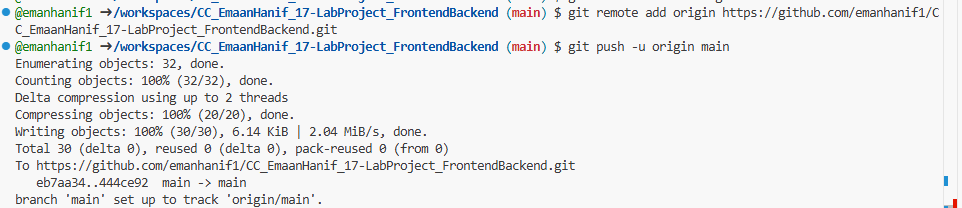 @emanhanif1 ➜/workspaces/CC_EmaanHanif_17-LabProject_FrontendBackend (main) $ git remote add origin https://github.com/emanhanif1/C
C_EmaanHanif_17-LabProject_FrontendBackend.git
@emanhanif1 ➜/workspaces/CC_EmaanHanif_17-LabProject_FrontendBackend (main) $ git push -u origin main
Enumerating objects: 32, done.
Counting objects: 100% (32/32), done.
Delta compression using up to 2 threads
Compressing objects: 100% (20/20), done.
Writing objects: 100% (30/30), 6.14 KiB | 2.04 MiB/s, done.
Total 30 (delta 0), reused 0 (delta 0), pack-reused 0 (from 0)
To https://github.com/emanhanif1/CC_EmaanHanif_17-LabProject_FrontendBackend.git
   eb7aa34..444ce92  main -> main
branch 'main' set up to track 'origin/main'.